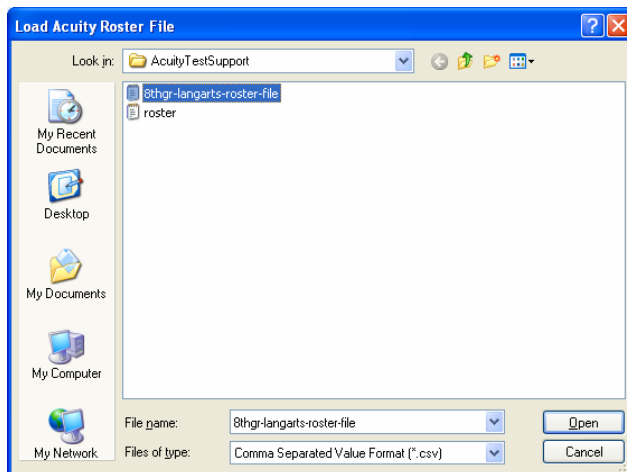 Load Acuity Roster File
Look in: AcuityTestSupport
8thgr-langarts-roster-file
roster
My Recent
Documents
Desktop
My Documents
My Computer
My Network
File name: 8thgr-langarts-roster-file Open
Files of type: Comma Separated Value Format (*.csv) Cancel